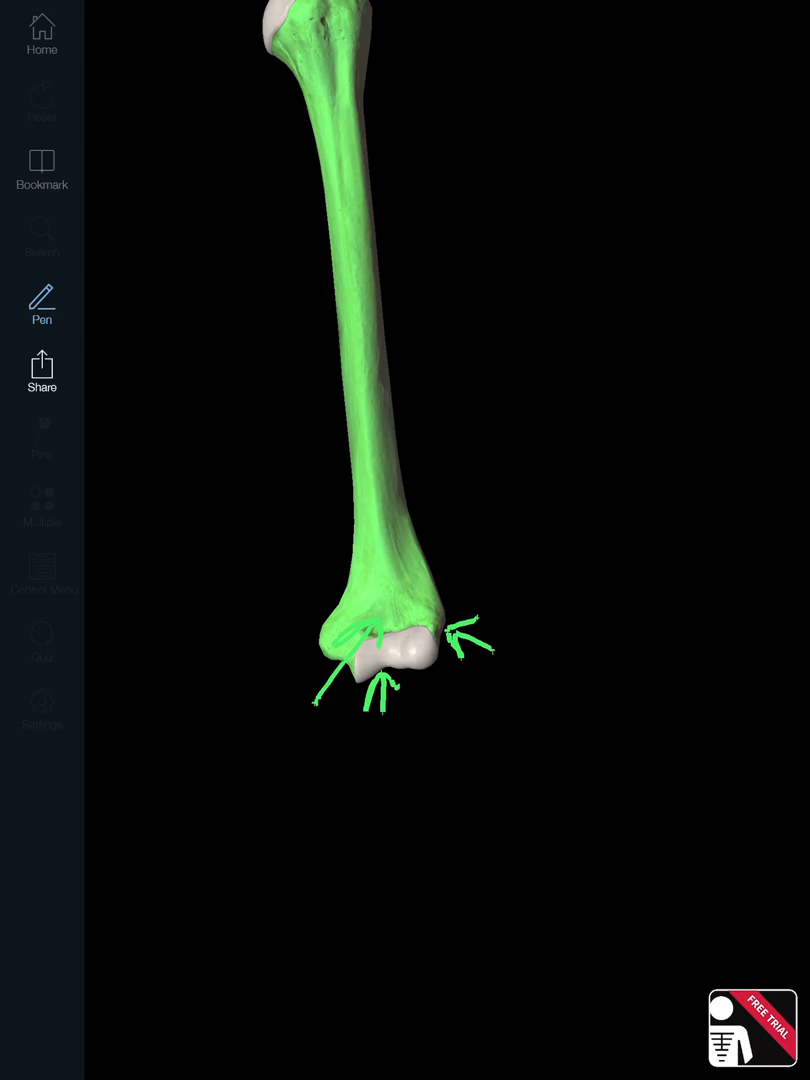 Home
Reset
Bookmark
Search
Pen
Share
Pins
Multiple
Control Menu
Quiz
Settings
FREE TRIAL